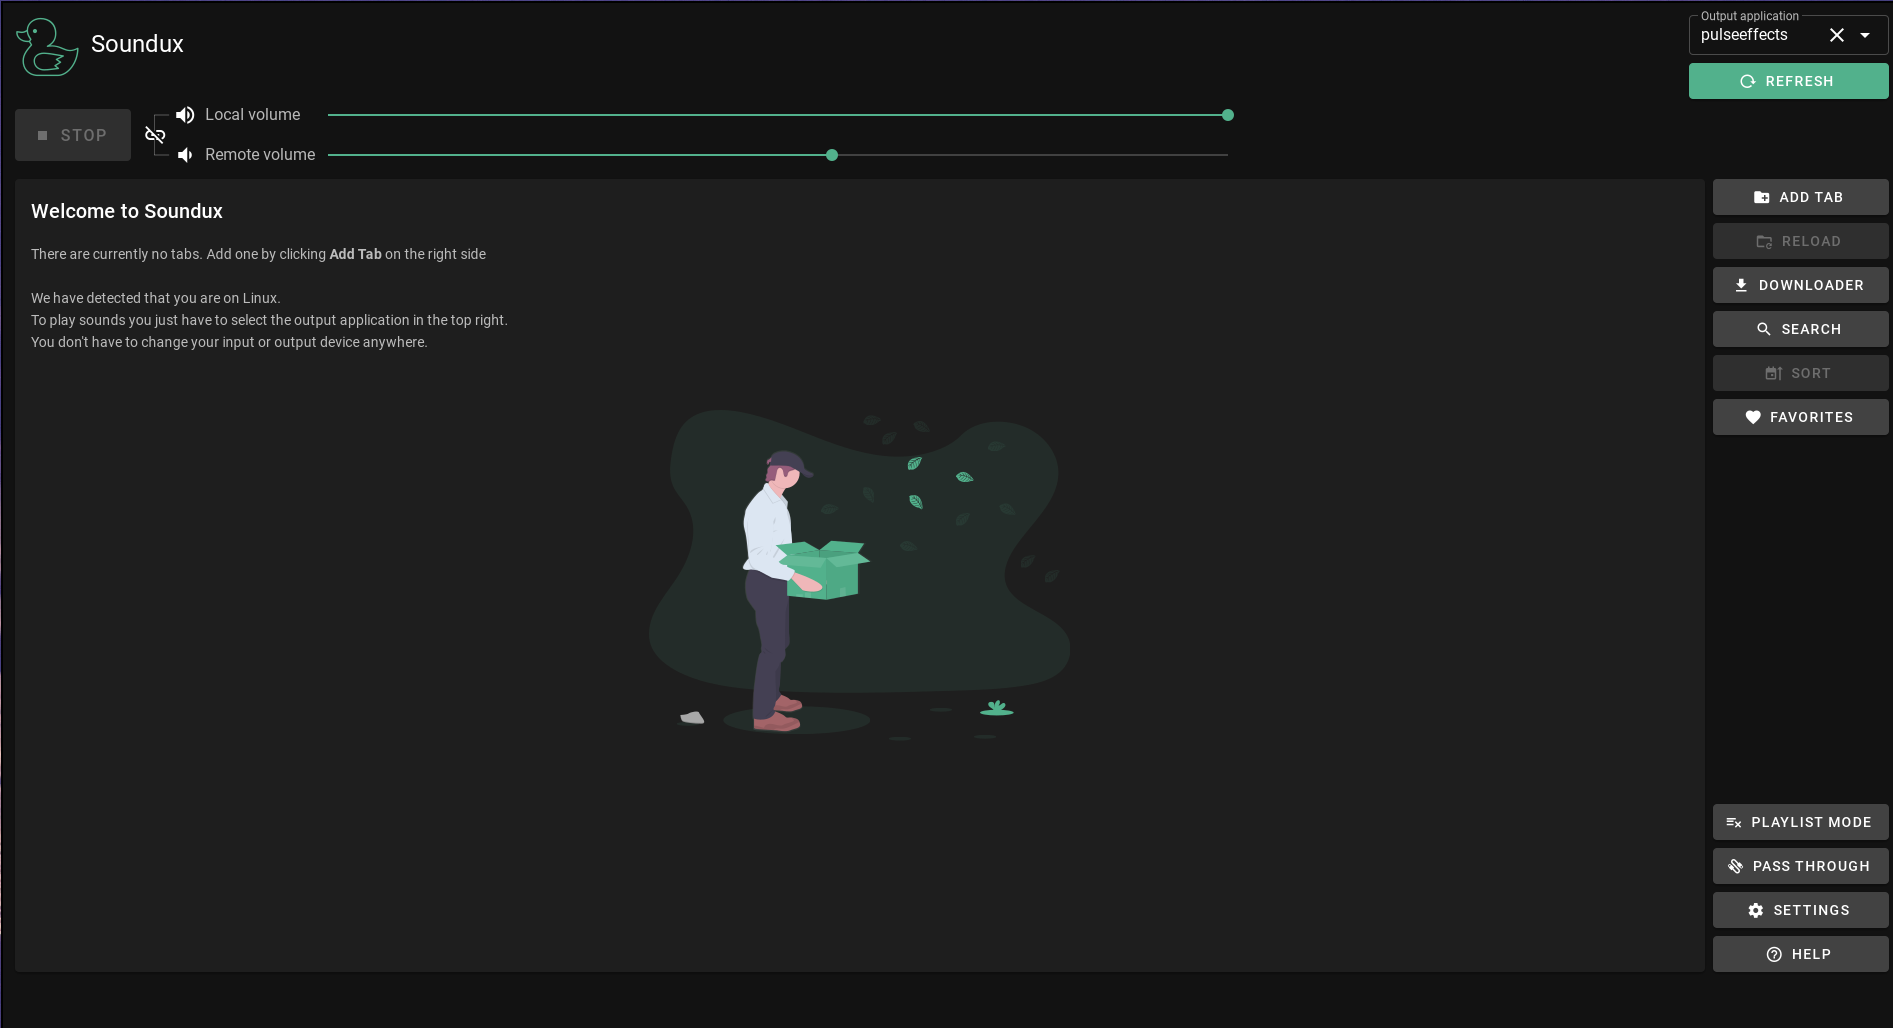 Soundux
Output application
pulseeffects
REFRESH
STOP
Local volume
Remote volume
Welcome to Soundux
There are currently no tabs. Add one by clicking Add Tab on the right side
We have detected that you are on Linux.
To play sounds you just have to select the output application in the top right.
You don't have to change your input or output device anywhere.
ADD TAB
RELOAD
DOWNLOADER
SEARCH
SORT
FAVORITES
PLAYLIST MODE
PASS THROUGH
SETTINGS
HELP